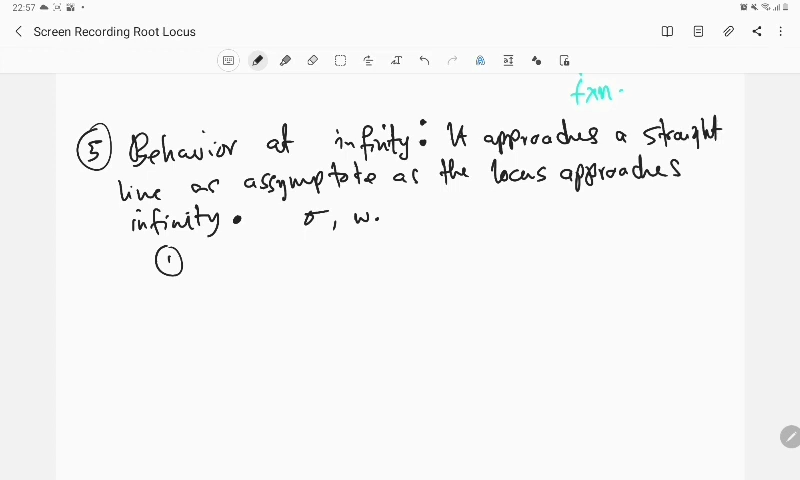 22:57
Screen Recording Root Locus
fxn.
⑤ Behavior at infinity: It approaches a straight
line as assymptote as the locus approaches
infinity. σ, w.
①